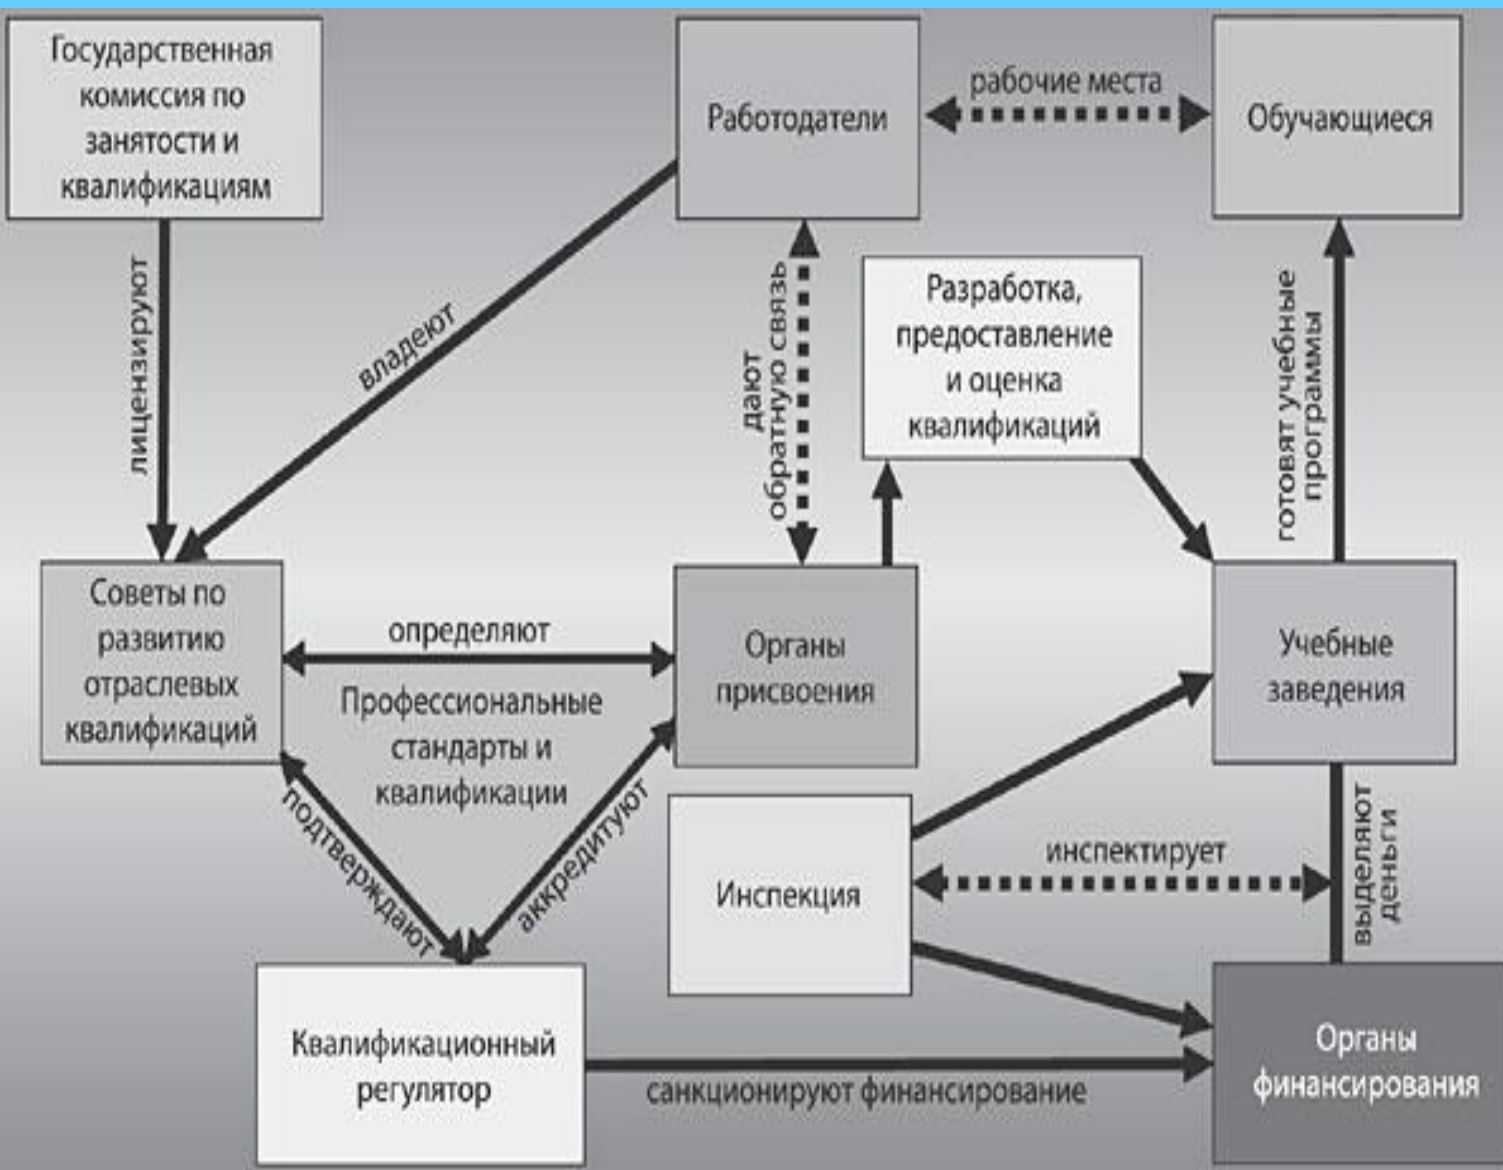 Государственная
комиссия по
занятости и
квалификациям
Работодатели
рабочие места
Обучающиеся
лицензируют
владеют
дают
обратную связь
Разработка,
предоставление
и оценка
квалификаций
готовят учебные
программы
Советы по
развитию
отраслевых
квалификаций
определяют
Профессиональные
стандарты и
квалификации
Органы
присвоения
Учебные
заведения
подтверждают
аккредитуют
Инспекция
инспектирует
выделяют
деньги
Квалификационный
регулятор
санкционируют финансирование
Органы
финансирования